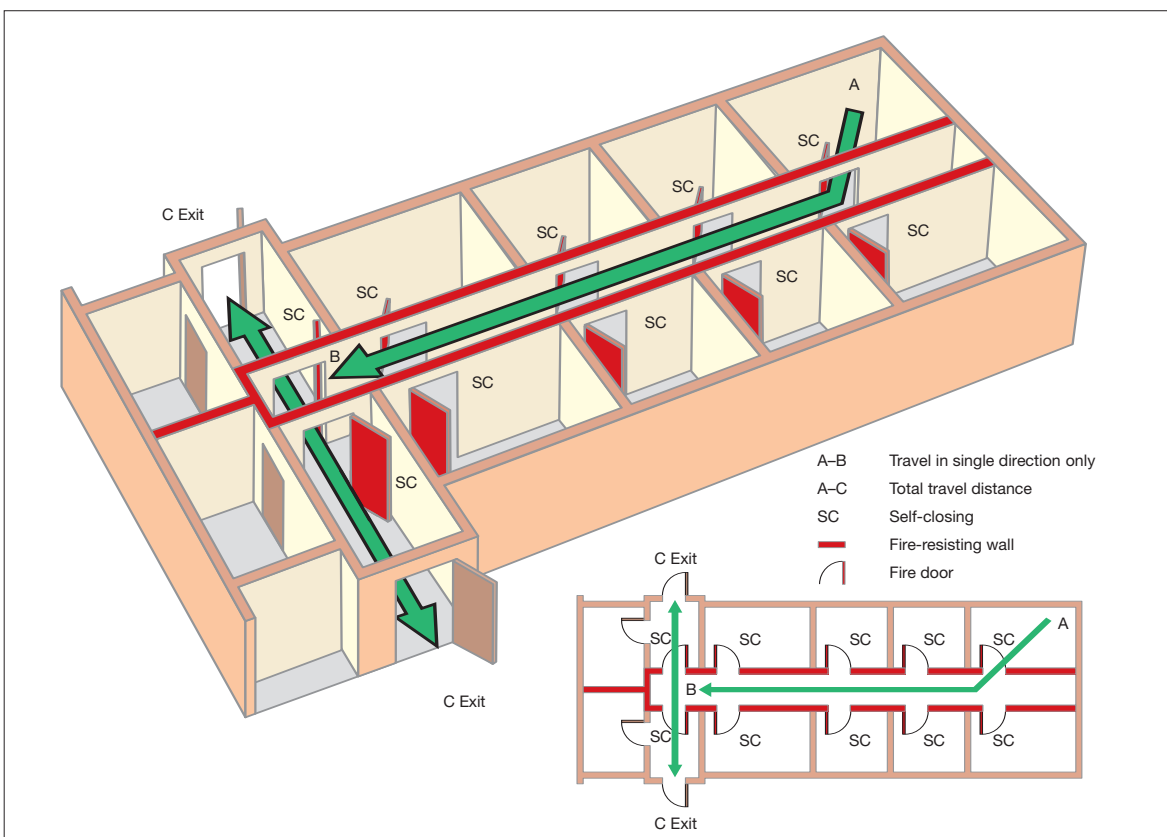 A
SC
SC
C Exit
SC
SC
SC
SC
SC
B
SC
SC
SC
C Exit
A–B Travel in single direction only
A–C Total travel distance
SC Self-closing
Fire-resisting wall
Fire door
C Exit
A
SC
SC
SC
SC
SC
B
SC
SC
SC
SC
SC
C Exit